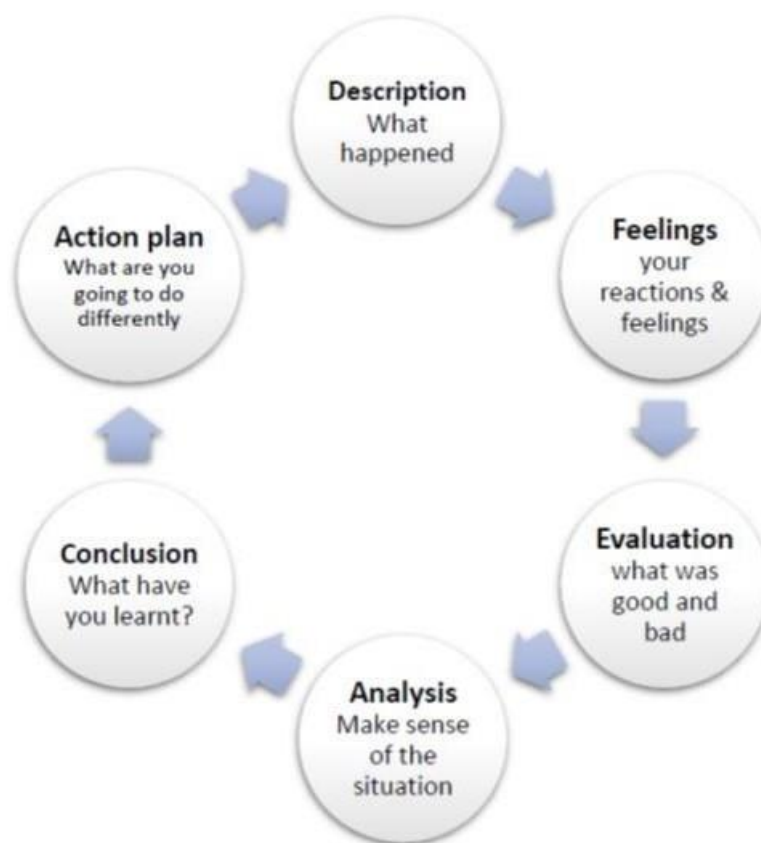 Description
What
happened
Feelings
your
reactions &
feelings
Evaluation
what was
good and
bad
Analysis
Make sense
of the
situation
Conclusion
What have
you learnt?
Action plan
What are you
going to do
differently